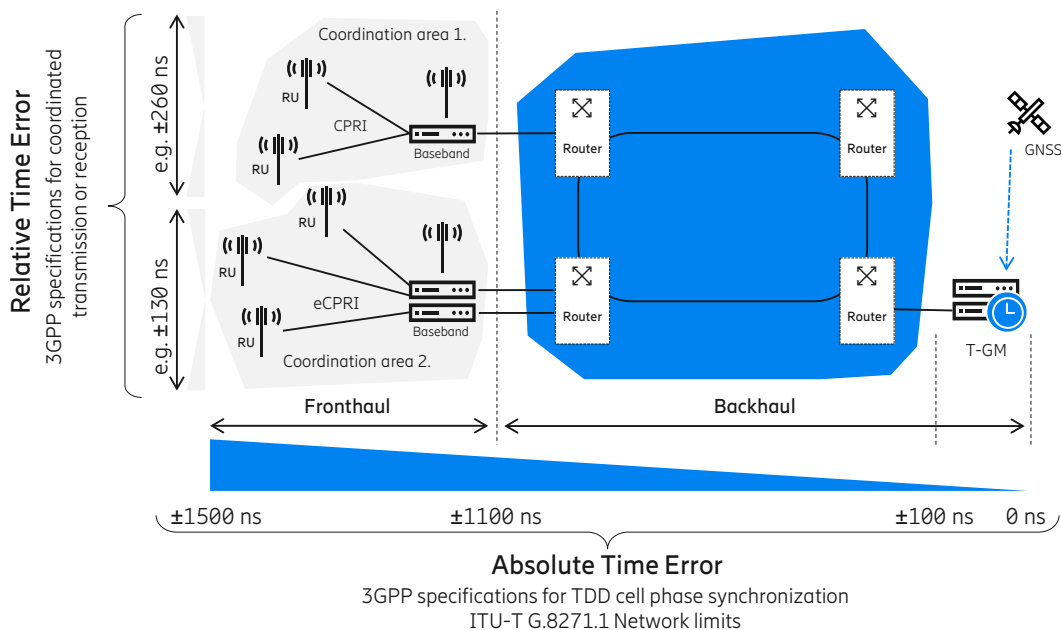 Relative Time Error
3GPP specifications for coordinated
transmission or reception
e.g. ±260 ns
e.g. ±130 ns
Coordination area 1.
RU
CPRI
RU
Baseband
RU
RU
eCPRI
RU
Baseband
Coordination area 2.
Router
Router
Router
Router
GNSS
T-GM
Fronthaul
Backhaul
±1500 ns
±1100 ns
±100 ns
0 ns
Absolute Time Error
3GPP specifications for TDD cell phase synchronization
ITU-T G.8271.1 Network limits